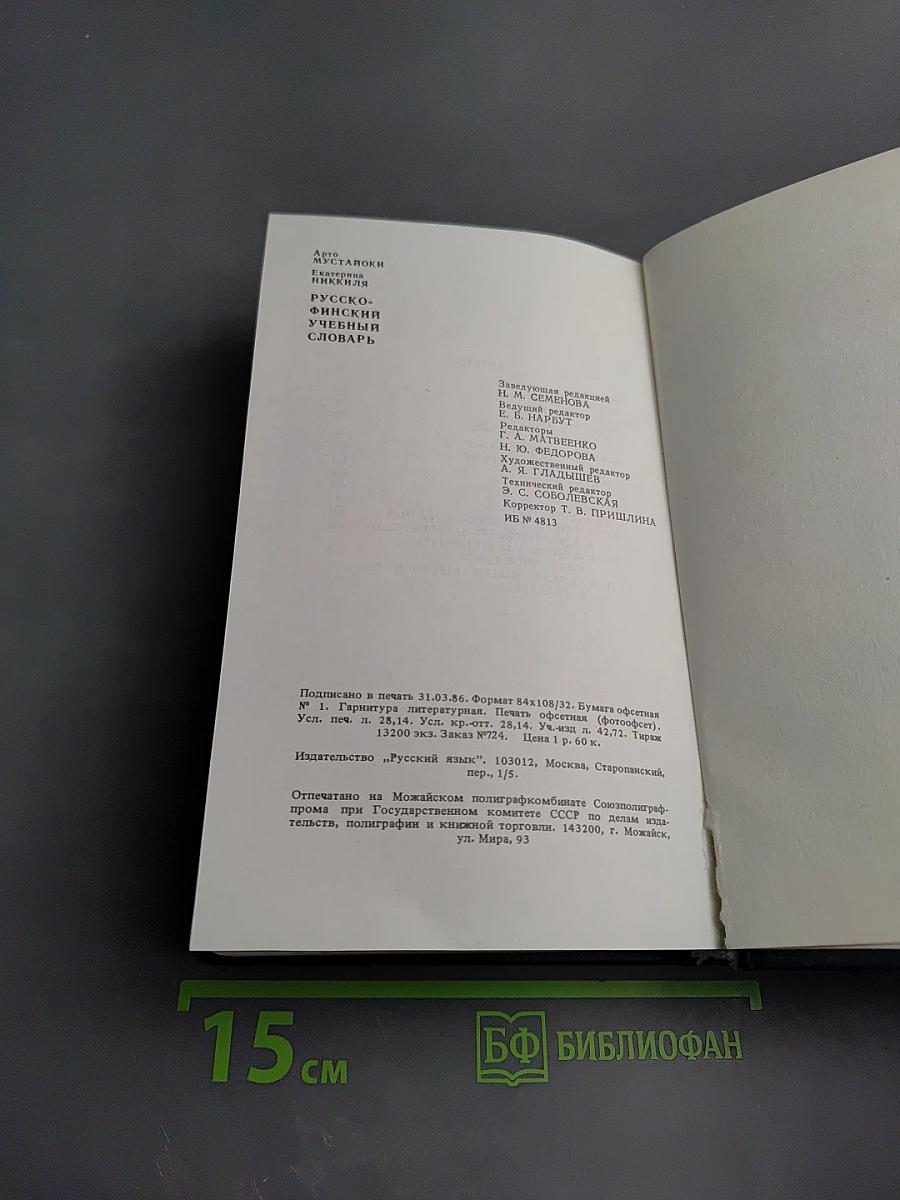 Арто
МУСТАЙОКИ
Екатерина
НИККИЛЯ
РУССКО-
ФИНСКИЙ
УЧЕБНЫЙ
СЛОВАРЬ
Заведующая редакцией
Н. М. СЕМЕНОВА
Ведущий редактор
Е. Б. НАРБУТ
Редакторы
Г. А. МАТВЕЕНКО
Н. Ю. ФЕДОРОВА
Художественный редактор
А. Я. ГЛАДЫШЕВ
Технический редактор
Э. С. СОБОЛЕВСКАЯ
Корректор Т. В. ПРИШЛИНА
ИБ № 4813
Подписано в печать 31.03.86. Формат 84х108/32. Бумага офсетная
№ 1. Гарнитура литературная. Печать офсетная (фотоофсет).
Усл. печ. л. 28,14. Усл. кр.-отт. 28,14. Уч.-изд л. 42,72. Тираж
13200 экз. Заказ №724. Цена 1 р. 60 к.
Издательство „Русский язык". 103012, Москва, Старопанский,
пер., 1/5.
Отпечатано на Можайском полиграфкомбинате Союзполиграф-
прома при Государственном комитете СССР по делам изда-
тельств, полиграфии и книжной торговли. 143200, г. Можайск,
ул. Мира, 93
15 см
БФ БИБЛИОФАН